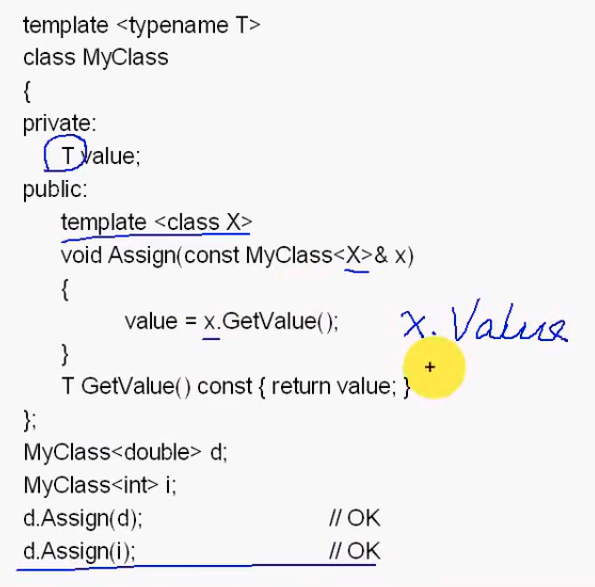 template <typename T>
class MyClass
{
private:
T value;
public:
template <class X>
void Assign(const MyClass<X>& x)
{
value = x.GetValue(); x. Value
}
T GetValue() const { return value; }
};
MyClass<double> d;
MyClass<int> i;
d.Assign(d); // OK
d.Assign(i); // OK